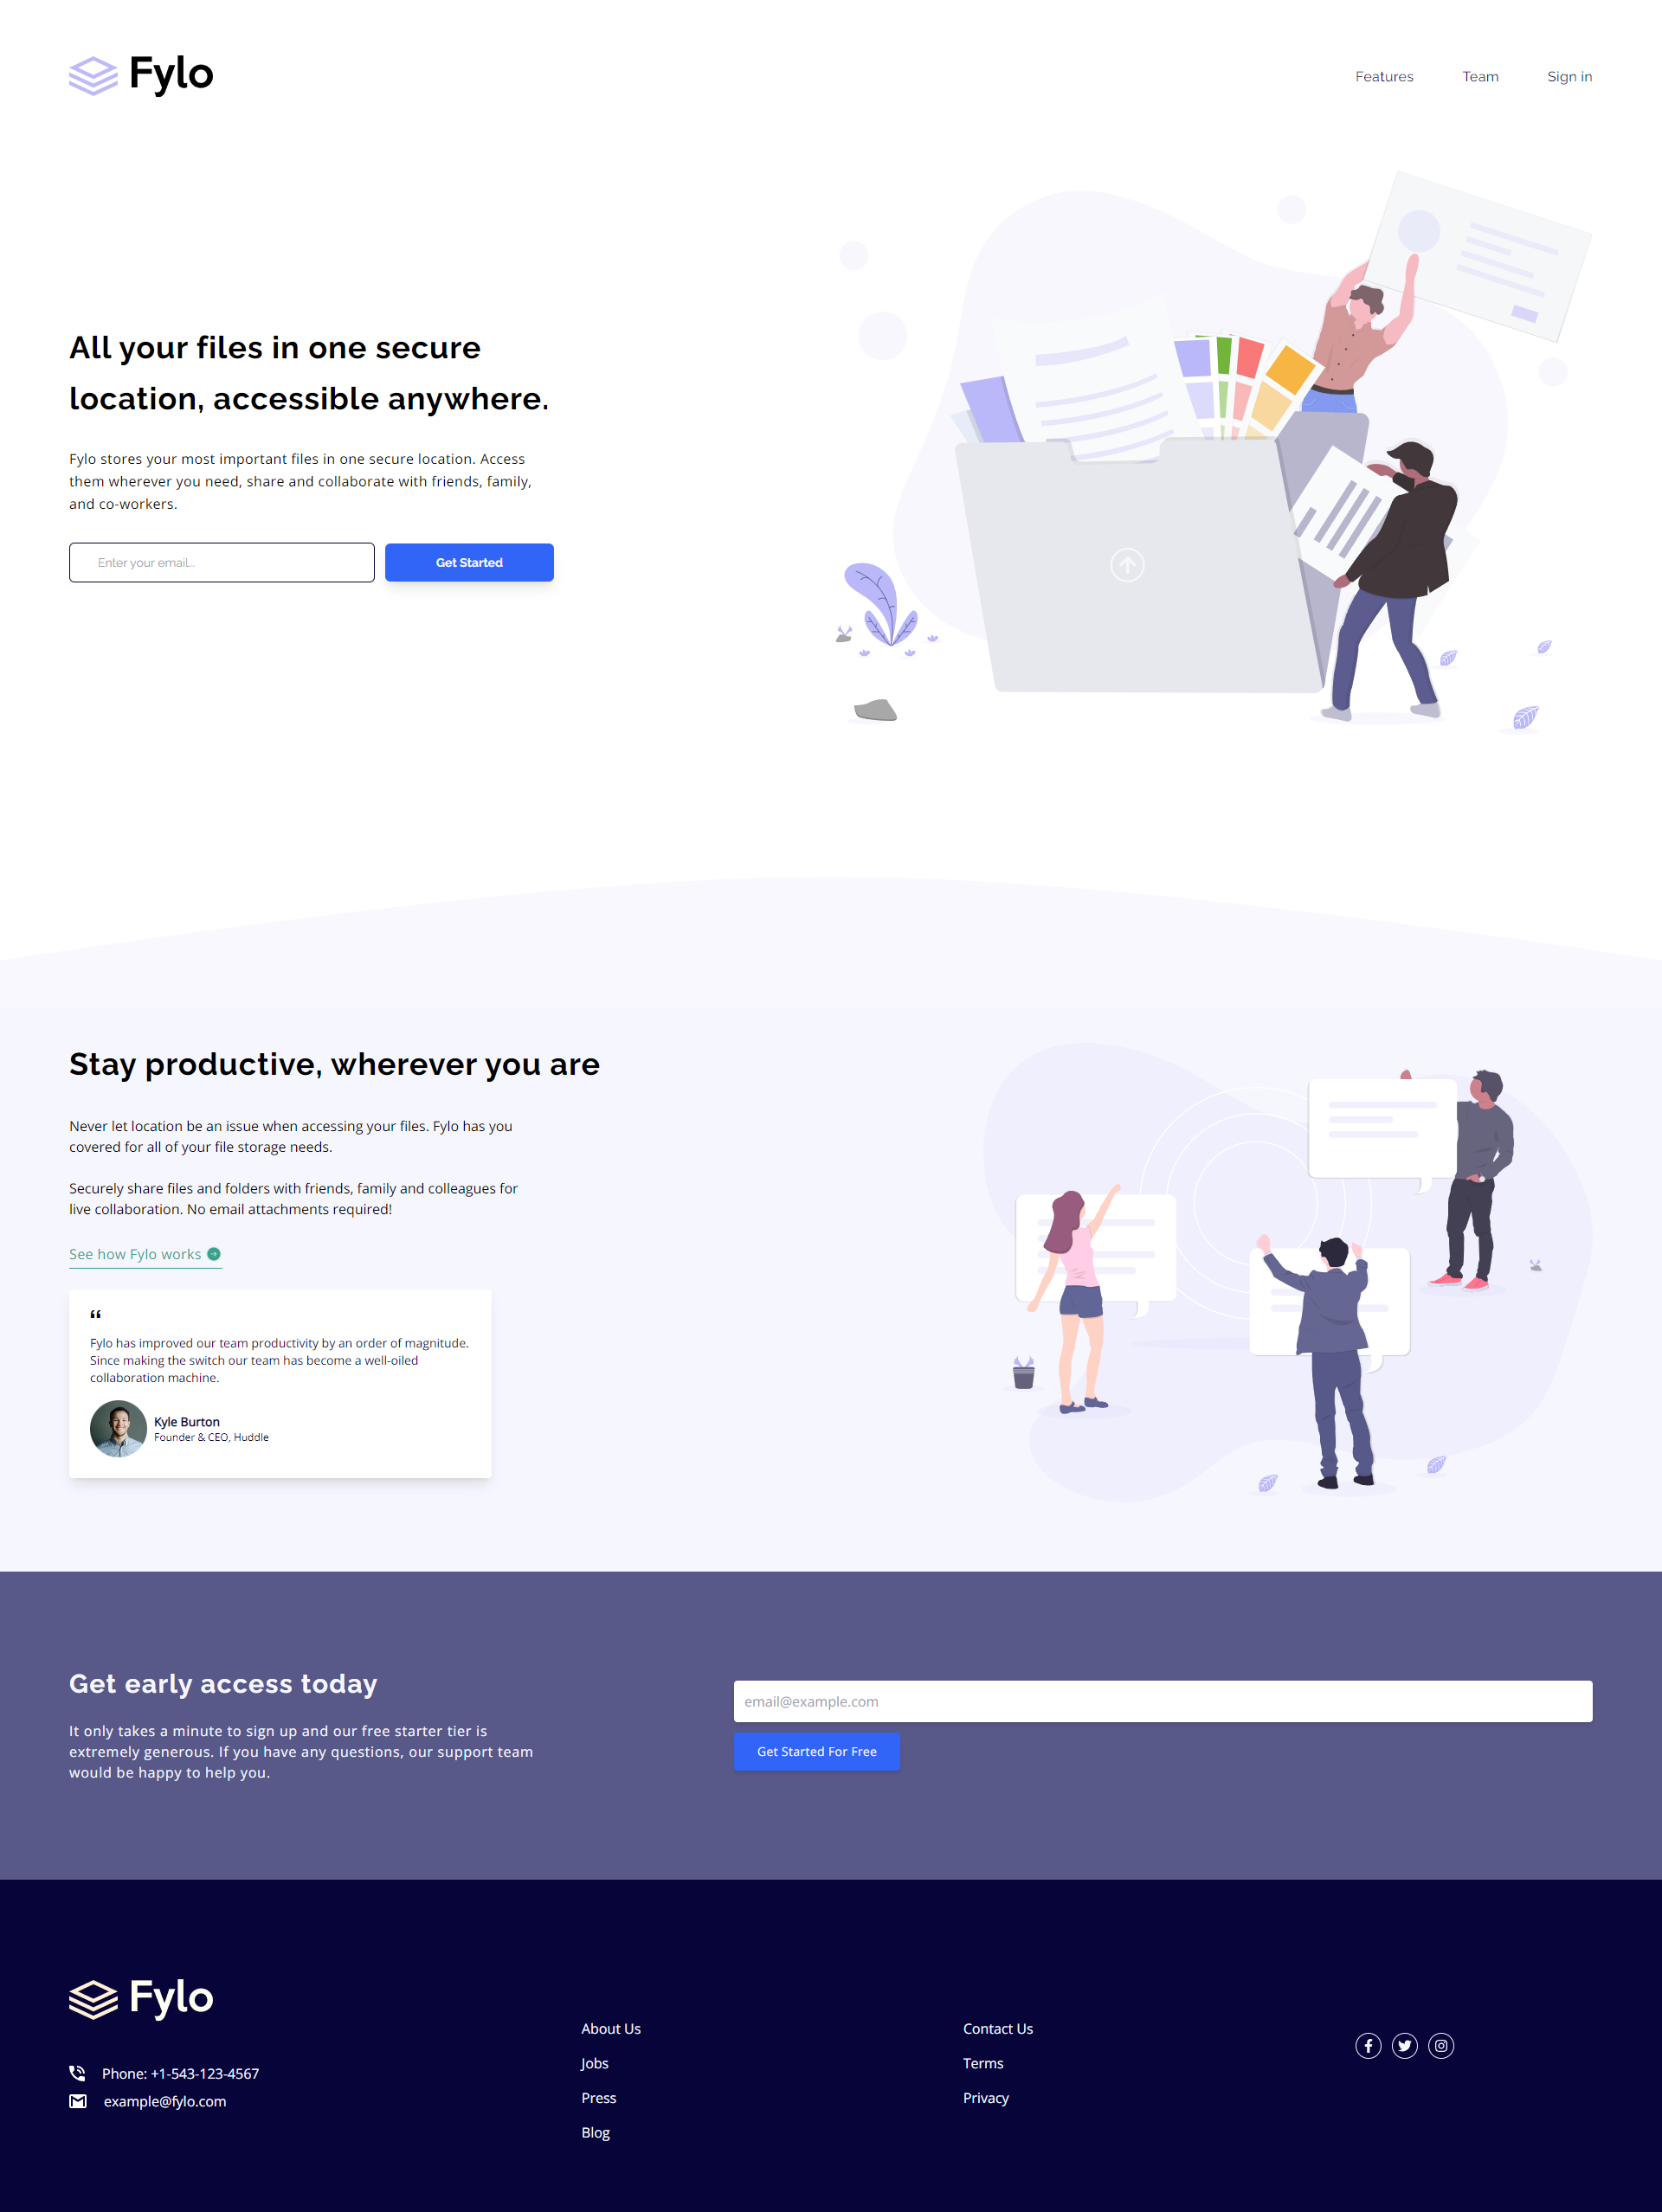 Fylo
Features
Team
Sign in
All your files in one secure
location, accessible anywhere.
Fylo stores your most important files in one secure location. Access
them wherever you need, share and collaborate with friends, family,
and co-workers.
Enter your email...
Get Started
Stay productive, wherever you are
Never let location be an issue when accessing your files. Fylo has you
covered for all of your file storage needs.
Securely share files and folders with friends, family and colleagues for
live collaboration. No email attachments required!
See how Fylo works
“
Fylo has improved our team productivity by an order of magnitude.
Since making the switch our team has become a well-oiled
collaboration machine.
Kyle Burton
Founder & CEO, Huddle
Get early access today
It only takes a minute to sign up and our free starter tier is
extremely generous. If you have any questions, our support team
would be happy to help you.
email@example.com
Get Started For Free
Fylo
Phone: +1-543-123-4567
example@fylo.com
About Us
Jobs
Press
Blog
Contact Us
Terms
Privacy